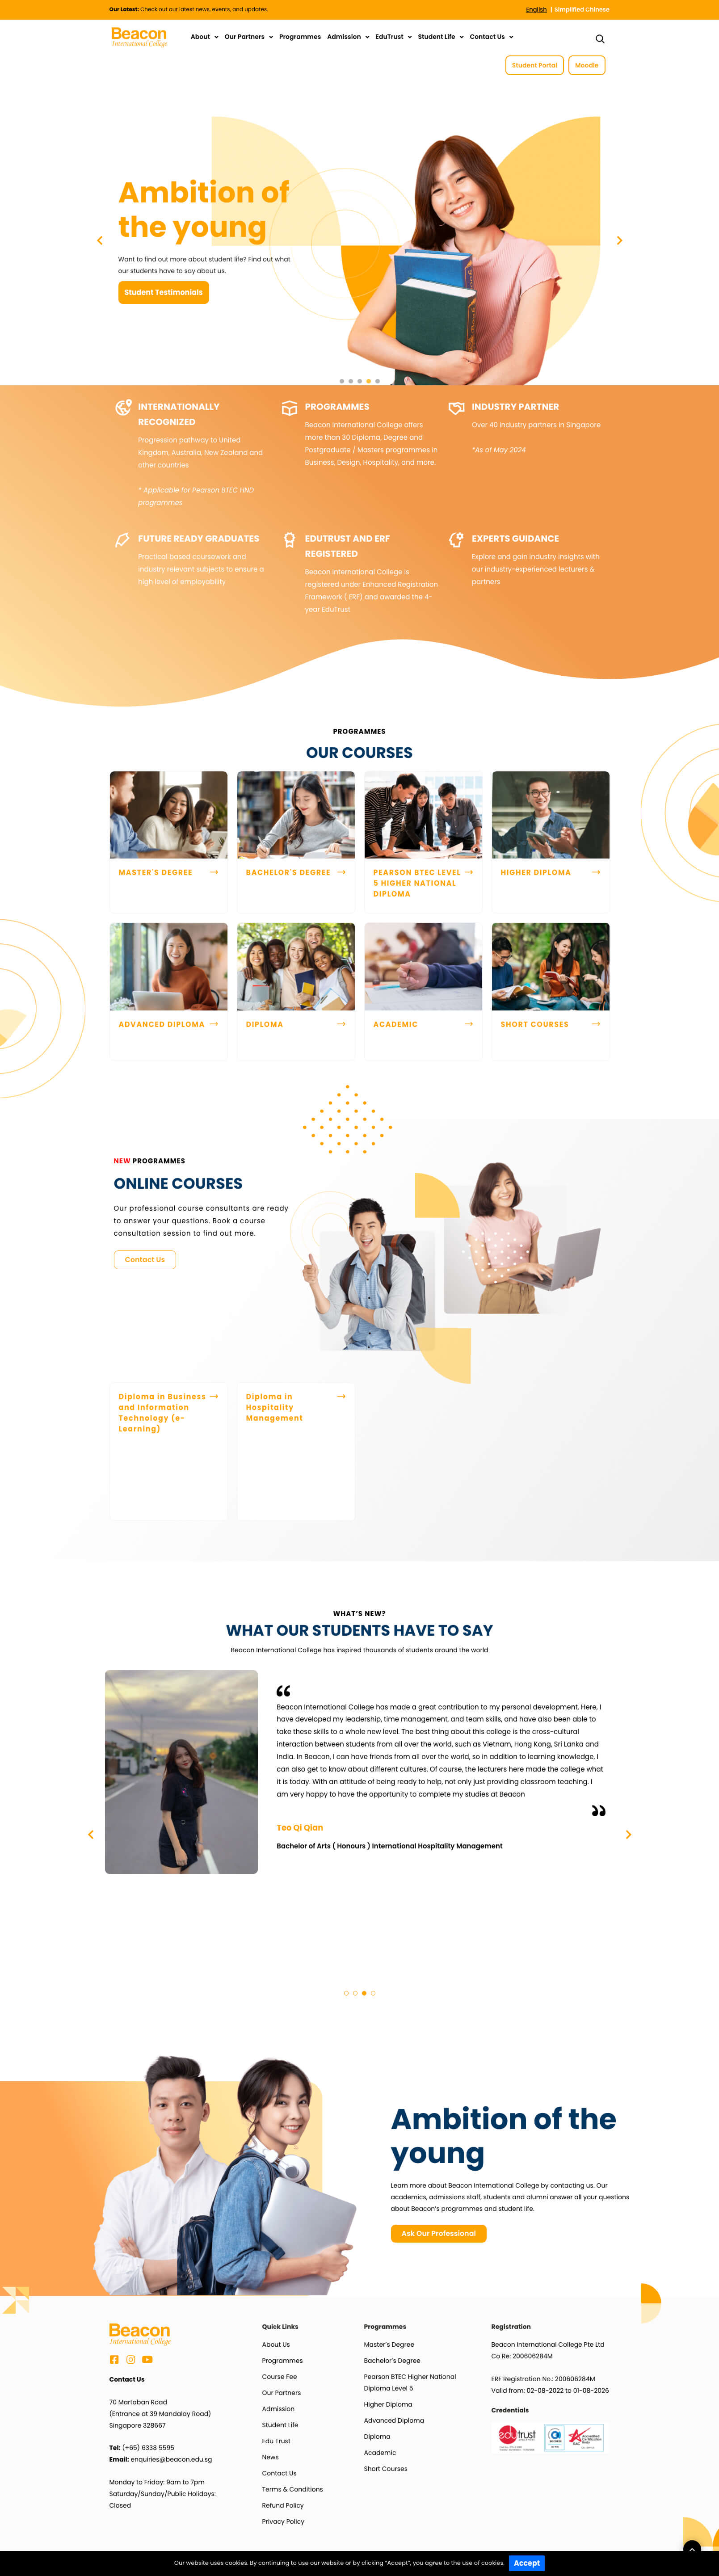 Our Latest: Check out our latest news, events, and updates.
English | Simplified Chinese
Beacon
International College
About Our Partners Programmes Admission EduTrust Student Life Contact Us
Student Portal Moodle
Ambition of
the young
Want to find out more about student life? Find out what
our students have to say about us.
Student Testimonials
INTERNATIONALLY
RECOGNIZED
Progression pathway to United
Kingdom, Australia, New Zealand and
other countries
* Applicable for Pearson BTEC HND
programmes
PROGRAMMES
Beacon International College offers
more than 30 Diploma, Degree and
Postgraduate / Masters programmes in
Business, Design, Hospitality, and more.
INDUSTRY PARTNER
Over 40 industry partners in Singapore
*As of May 2024
FUTURE READY GRADUATES
Practical based coursework and
industry relevant subjects to ensure a
high level of employability
EDUTRUST AND ERF
REGISTERED
Beacon International College is
registered under Enhanced Registration
Framework ( ERF) and awarded the 4-
year EduTrust
EXPERTS GUIDANCE
Explore and gain industry insights with
our industry-experienced lecturers &
partners
PROGRAMMES
OUR COURSES
MASTER'S DEGREE
BACHELOR'S DEGREE
PEARSON BTEC LEVEL
5 HIGHER NATIONAL
DIPLOMA
HIGHER DIPLOMA
ADVANCED DIPLOMA
DIPLOMA
ACADEMIC
SHORT COURSES
NEW PROGRAMMES
ONLINE COURSES
Our professional course consultants are ready
to answer your questions. Book a course
consultation session to find out more.
Contact Us
Diploma in Business
and Information
Technology (e-
Learning)
Diploma in
Hospitality
Management
WHAT'S NEW?
WHAT OUR STUDENTS HAVE TO SAY
Beacon International College has inspired thousands of students around the world
Beacon International College has made a great contribution to my personal development. Here, I
have developed my leadership, time management, and team skills, and have also been able to
take these skills to a whole new level. The best thing about this college is the cross-cultural
interaction between students from all over the world, such as Vietnam, Hong Kong, Sri Lanka and
India. In Beacon, I can have friends from all over the world, so in addition to learning knowledge, I
can also get to know about different cultures. Of course, the lecturers here made the college what
it is today. With an attitude of being ready to help, not only just providing classroom teaching. I
am very happy to have the opportunity to complete my studies at Beacon
Teo Qi Qian
Bachelor of Arts ( Honours ) International Hospitality Management
Ambition of the
young
Learn more about Beacon International College by contacting us. Our
academics, admissions staff, students and alumni answer all your questions
about Beacon's programmes and student life.
Ask Our Professional
Beacon
International College
Contact Us
70 Martaban Road
(Entrance at 39 Mandalay Road)
Singapore 328667
Tel: (+65) 6338 5595
Email: enquiries@beacon.edu.sg
Monday to Friday: 9am to 7pm
Saturday/Sunday/Public Holidays:
Closed
Quick Links
About Us
Programmes
Course Fee
Our Partners
Admission
Student Life
Edu Trust
News
Contact Us
Terms & Conditions
Refund Policy
Privacy Policy
Programmes
Master's Degree
Bachelor's Degree
Pearson BTEC Higher National
Diploma Level 5
Higher Diploma
Advanced Diploma
Diploma
Academic
Short Courses
Registration
Beacon International College Pte Ltd
Co Re: 200606284M
ERF Registration No.: 200606284M
Valid from: 02-08-2022 to 01-08-2026
Credentials
edutrust
Our website uses cookies. By continuing to use our website or by clicking "Accept", you agree to the use of cookies. Accept